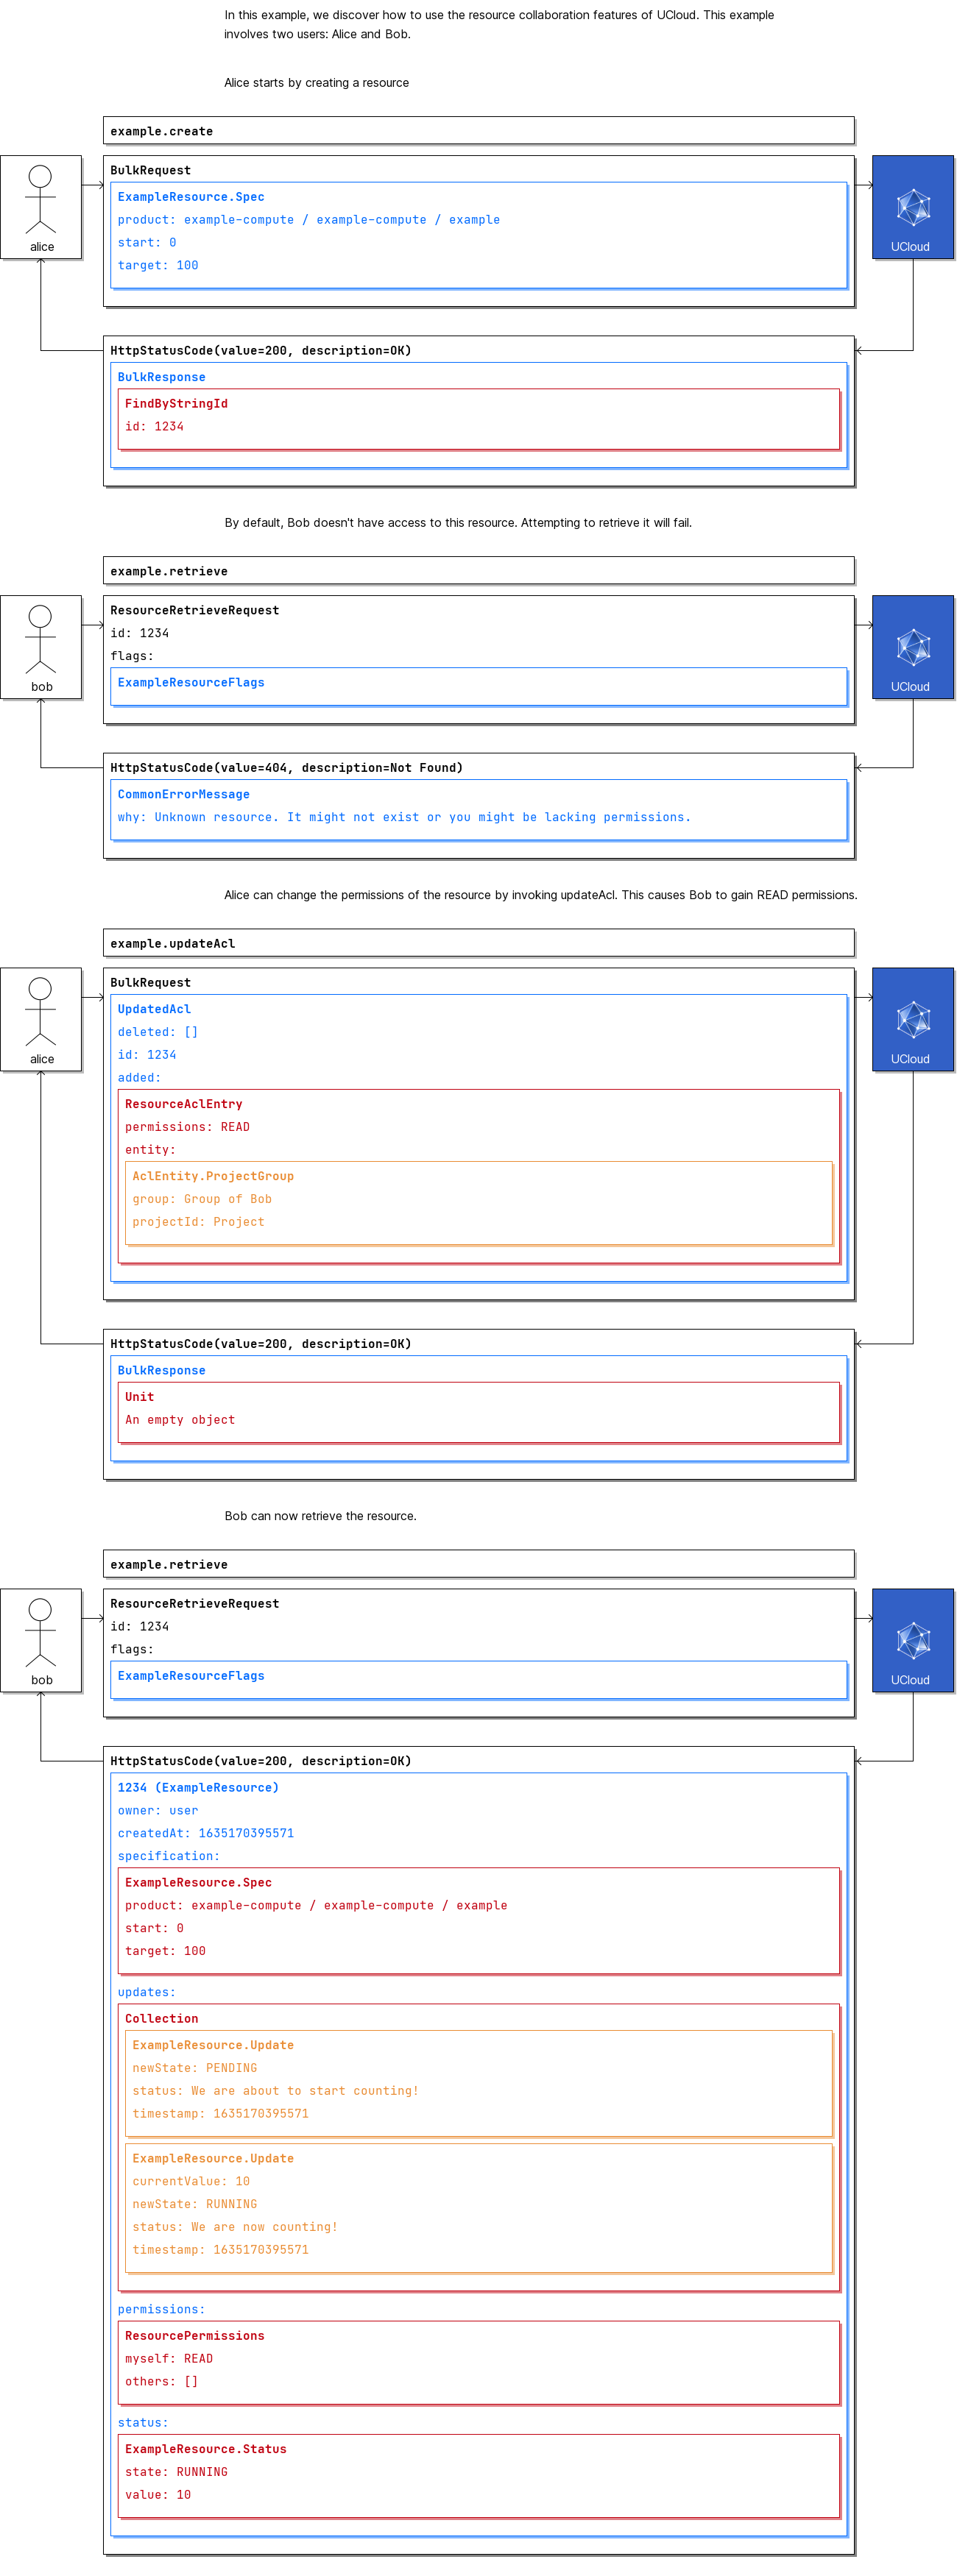 In this example, we discover how to use the resource collaboration features of UCloud. This example
involves two users: Alice and Bob.
Alice starts by creating a resource
example.create
alice
BulkRequest
ExampleResource.Spec
product: example-compute / example-compute / example
start: 0
target: 100
UCloud
HttpStatusCode(value=200, description=OK)
BulkResponse
FindByStringId
id: 1234
By default, Bob doesn't have access to this resource. Attempting to retrieve it will fail.
example.retrieve
bob
ResourceRetrieveRequest
id: 1234
flags:
ExampleResourceFlags
UCloud
HttpStatusCode(value=404, description=Not Found)
CommonErrorMessage
why: Unknown resource. It might not exist or you might be lacking permissions.
Alice can change the permissions of the resource by invoking updateAcl. This causes Bob to gain READ permissions.
example.updateAcl
alice
BulkRequest
UpdatedAcl
deleted: []
id: 1234
added:
ResourceAclEntry
permissions: READ
entity:
AclEntity.ProjectGroup
group: Group of Bob
projectId: Project
UCloud
HttpStatusCode(value=200, description=OK)
BulkResponse
Unit
An empty object
Bob can now retrieve the resource.
example.retrieve
bob
ResourceRetrieveRequest
id: 1234
flags:
ExampleResourceFlags
UCloud
HttpStatusCode(value=200, description=OK)
1234 (ExampleResource)
owner: user
createdAt: 1635170395571
specification:
ExampleResource.Spec
product: example-compute / example-compute / example
start: 0
target: 100
updates:
Collection
ExampleResource.Update
newState: PENDING
status: We are about to start counting!
timestamp: 1635170395571
ExampleResource.Update
currentValue: 10
newState: RUNNING
status: We are now counting!
timestamp: 1635170395571
permissions:
ResourcePermissions
myself: READ
others: []
status:
ExampleResource.Status
state: RUNNING
value: 10